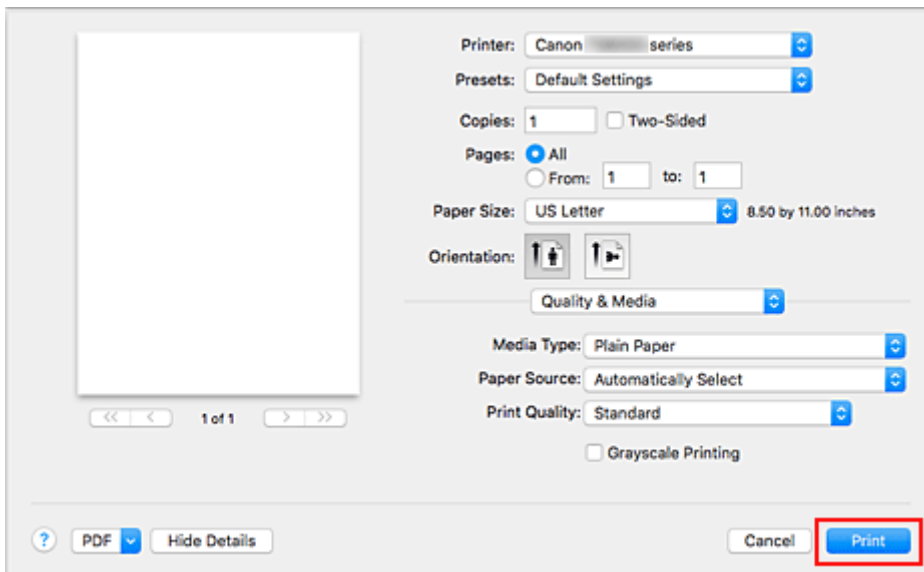 Printer: Canon series
Presets: Default Settings
Copies: 1 Two-Sided
Pages: All
From: 1 to: 1
Paper Size: US Letter 8.50 by 11.00 inches
Orientation:
Quality & Media
Media Type: Plain Paper
Paper Source: Automatically Select
Print Quality: Standard
Grayscale Printing
<< < 1 of 1 > >>
? PDF Hide Details Cancel Print